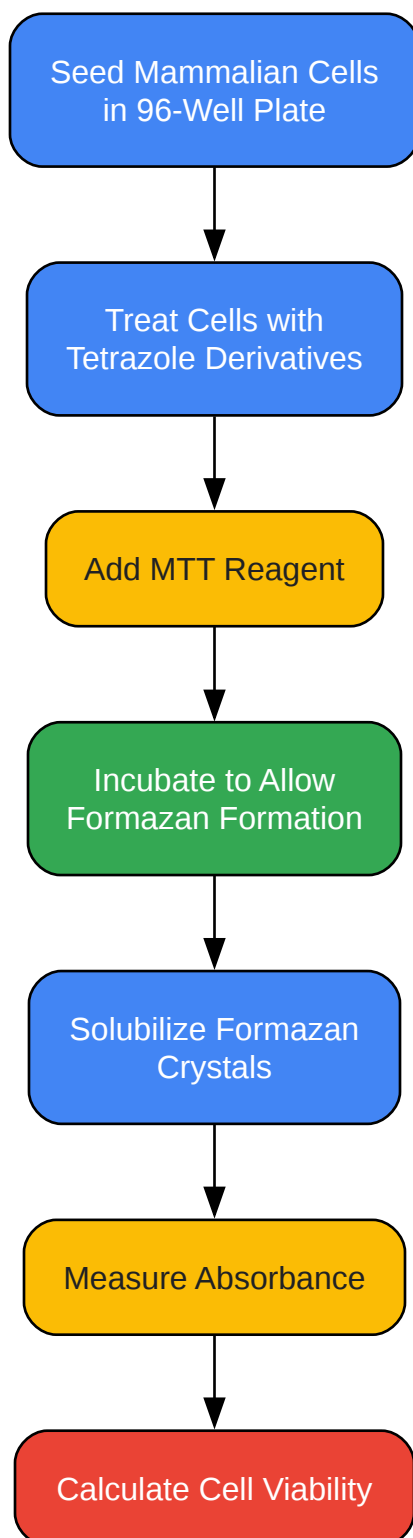 Seed Mammalian Cells
in 96-Well Plate
Treat Cells with
Tetrazole Derivatives
Add MTT Reagent
Incubate to Allow
Formazan Formation
Solubilize Formazan
Crystals
Measure Absorbance
Calculate Cell Viability